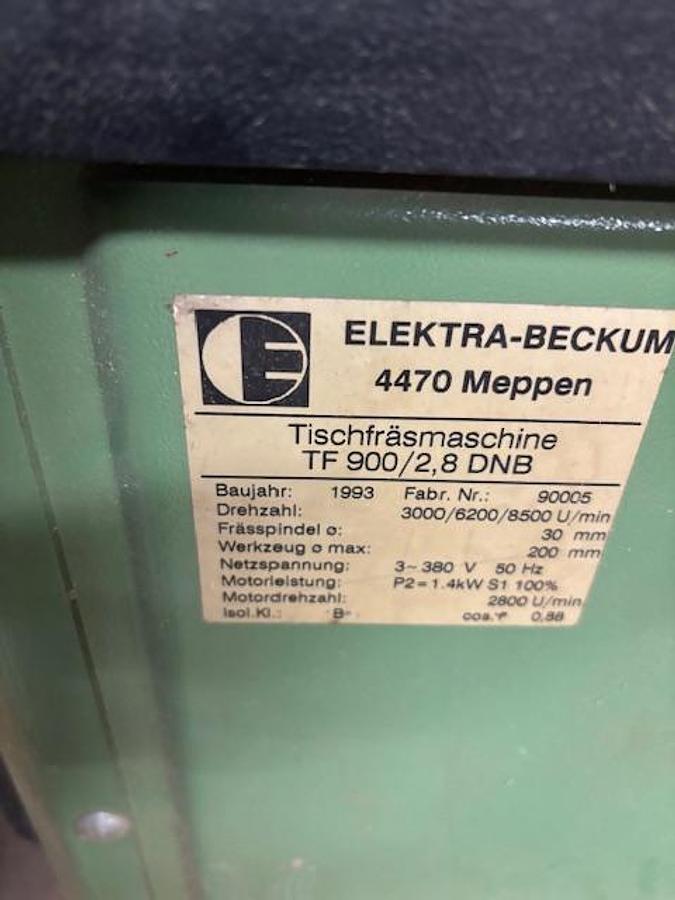 E ELEKTRA-BECKUM
4470 Meppen
Tischfräsmaschine
TF 900/2,8 DNB
Baujahr: 1993 Fabr. Nr.: 90005
Drehzahl: 3000/6200/8500 U/min
Frässpindel ø: 30 mm
Werkzeug ø max: 200 mm
Netzspannung: 3~ 380 V 50 Hz
Motorleistung: P2=1.4kW S1 100%
Motordrehzahl: 2800 U/min
Isol.Kl.: "B" cos.φ 0,88